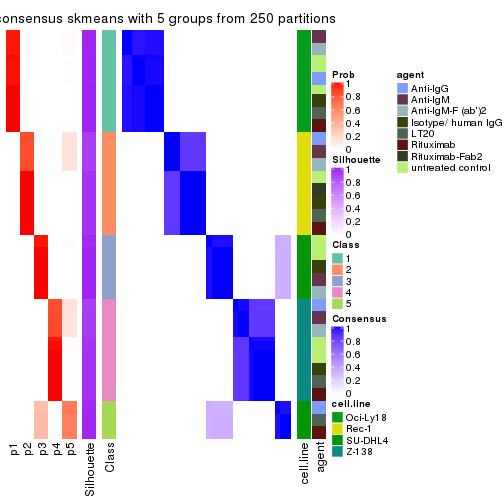 consensus skmeans with 5 groups from 250 partitions
Prob
1
0.8
0.6
0.4
0.2
0
Silhouette
1
0.8
0.6
0.4
0.2
0
Class
1
2
3
4
5
Consensus
1
0.8
0.6
0.4
0.2
0
cell.line
Oci-Ly18
Rec-1
SU-DHL4
Z-138
agent
Anti-IgG
Anti-IgM
Anti-IgM-F (ab')2
Isotype/ human IgG
LT20
Rituximab
Rituximab-Fab2
untreated control
p1
p2
p3
p4
p5
Silhouette
Class
cell.line
agent